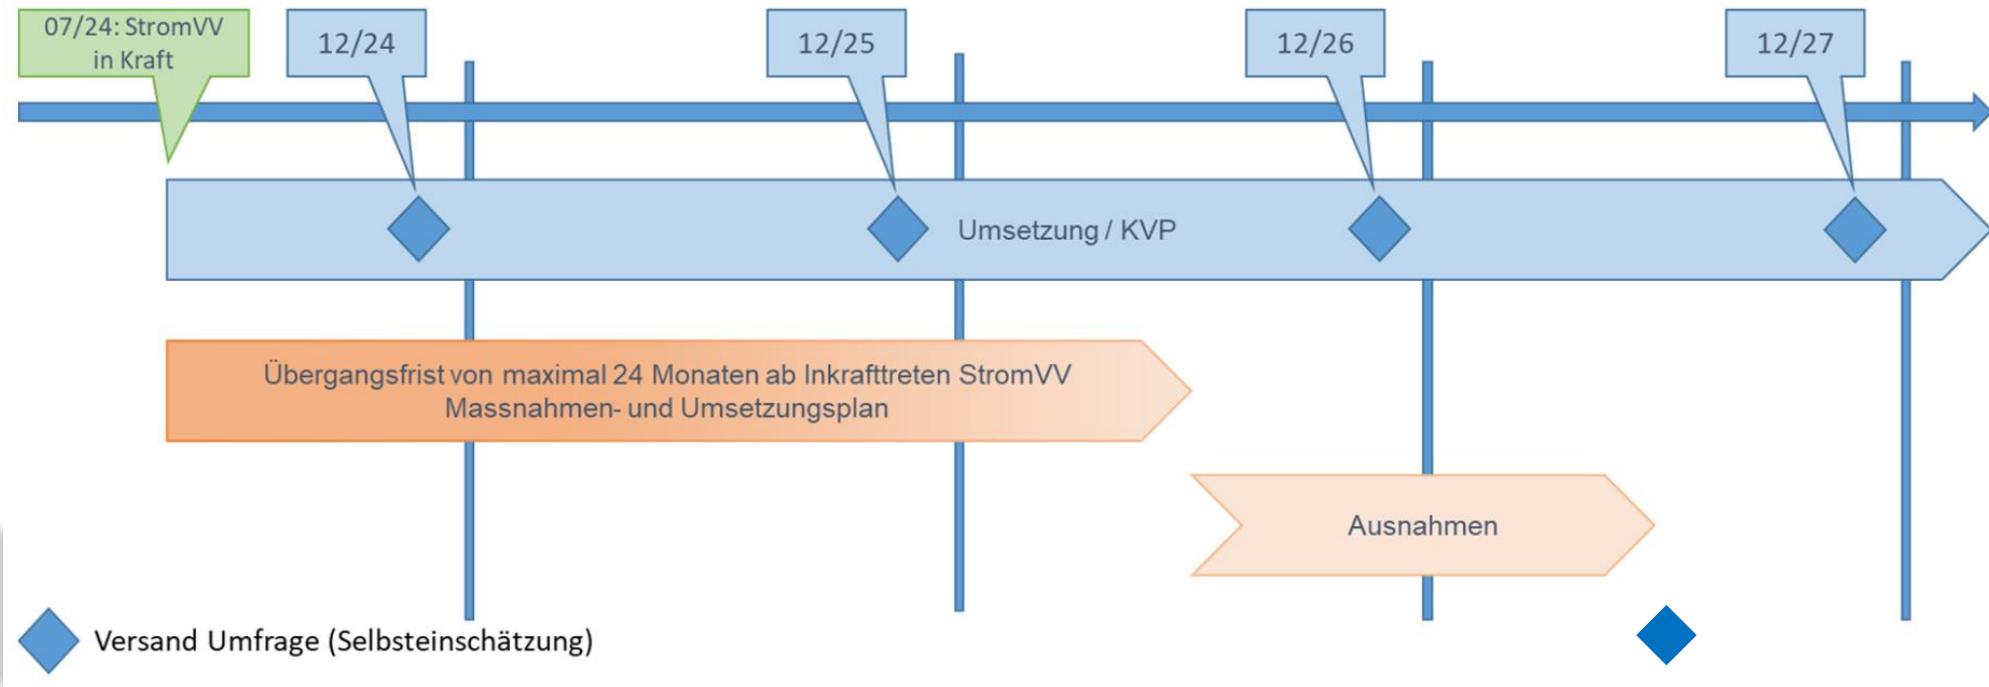 07/24: StromVV
in Kraft
12/24
12/25
12/26
12/27
Umsetzung / KVP
Übergangsfrist von maximal 24 Monaten ab Inkrafttreten StromVV
Massnahmen- und Umsetzungsplan
Ausnahmen
Versand Umfrage (Selbsteinschätzung)